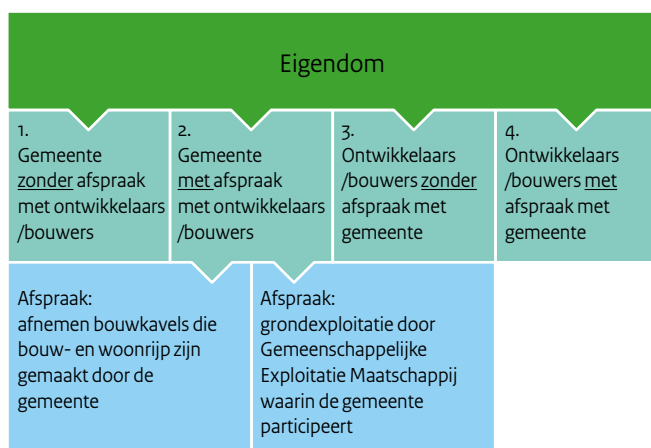 Eigendom
1.
Gemeente
zonder afspraak
met ontwikkelaars
/bouwers
2.
Gemeente
met afspraak
met ontwikkelaars
/bouwers
3.
Ontwikkelaars
/bouwers zonder
afspraak met
gemeente
4.
Ontwikkelaars
/bouwers met
afspraak met
gemeente
Afspraak:
afnemen bouwkavels die
bouw- en woonrijp zijn
gemaakt door de
gemeente
Afspraak:
grondexploitatie door
Gemeenschappelijke
Exploitatie Maatschappij
waarin de gemeente
participeert